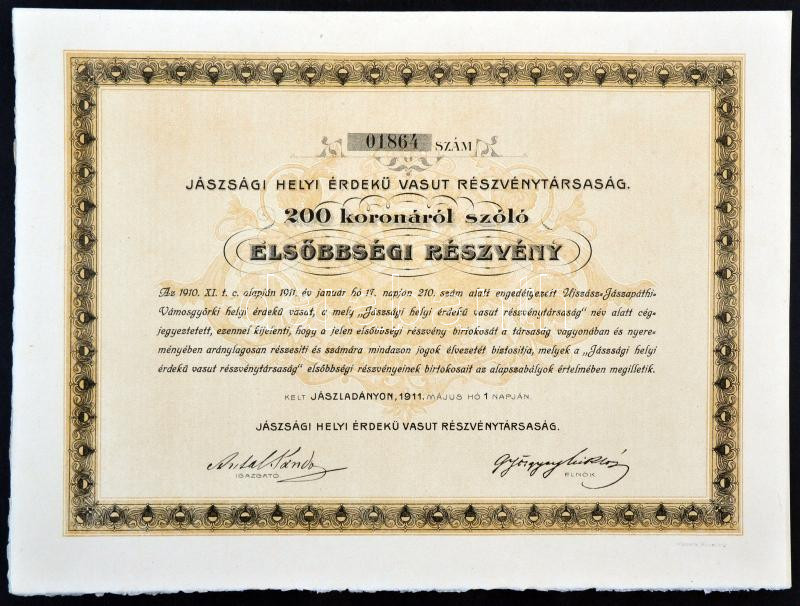 01864 SZÁM
JÁSZSÁGI HELYI ÉRDEKŰ VASUT RÉSZVÉNYTÁRSASÁG.
200 koronáról szóló
ELSŐBBSÉGI RÉSZVÉNY
Az 1910. XI. t. c. alapján 1911. év január hó 17. napján 210. szám alatt engedélyezett Ujszász-Jászapáthi-
Vámosgyörki helyi érdekű vasut, a mely „Jászsági helyi érdekű vasut részvénytársaság" név alatt cég-
jegyeztetett, ezennel kijelenti, hogy a jelen elsőbbségi részvény birtokosát a társaság vagyonában és nyere-
ményében aránylagosan részesiti és számára mindazon jogok élvezetét biztositja, melyek a „Jászsági helyi
érdekű vasut részvénytársaság" elsőbbségi részvényeinek birtokosait az alapszabályok értelmében megilletik.
KELT JÁSZLADÁNYON, 1911. MÁJUS HÓ 1 NAPJÁN.
JÁSZSÁGI HELYI ÉRDEKŰ VASUT RÉSZVÉNYTÁRSASÁG.
Antal Sándor
IGAZGATÓ
ELNÖK